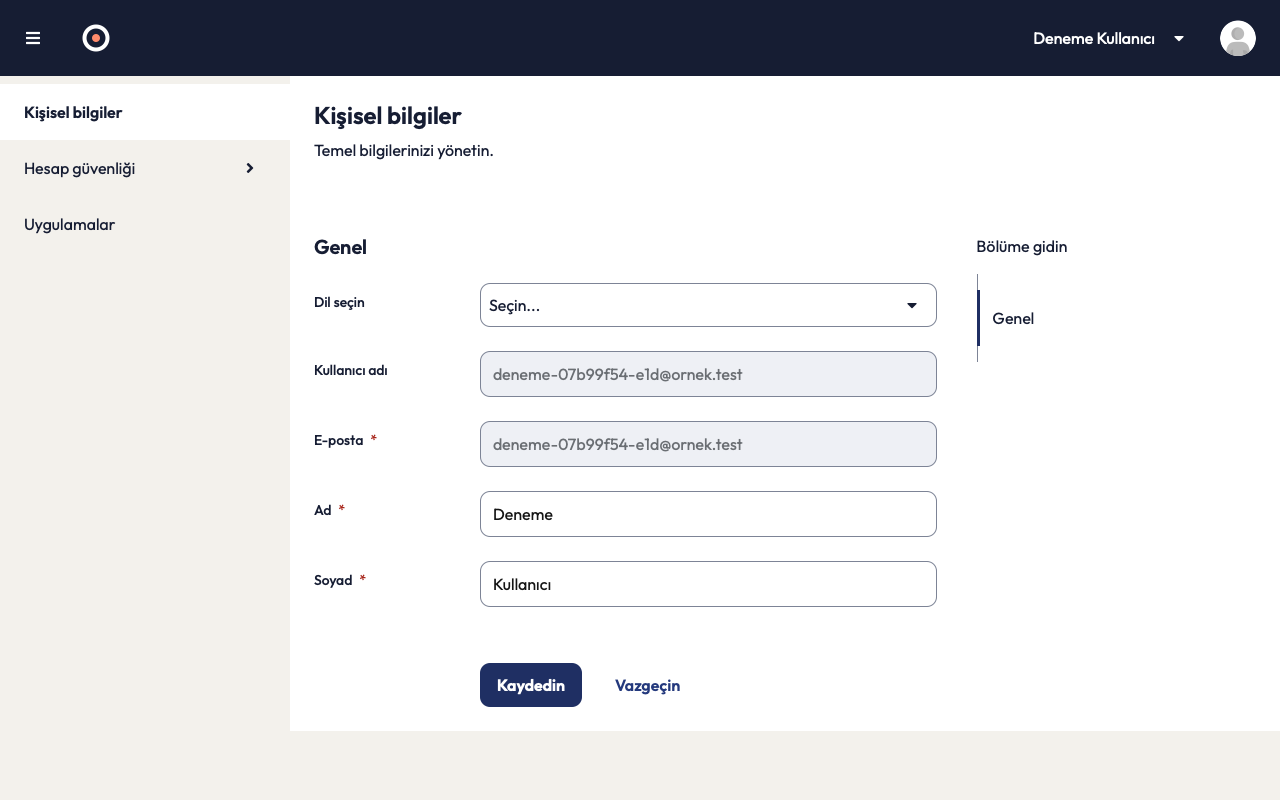 Deneme Kullanıcı
Kişisel bilgiler
Hesap güvenliği
Uygulamalar
Kişisel bilgiler
Temel bilgilerinizi yönetin.
Genel
Dil seçin
Seçin...
Kullanıcı adı
deneme-07b99f54-e1d@ornek.test
E-posta *
deneme-07b99f54-e1d@ornek.test
Ad *
Deneme
Soyad *
Kullanıcı
Kaydedin
Vazgeçin
Bölüme gidin
Genel